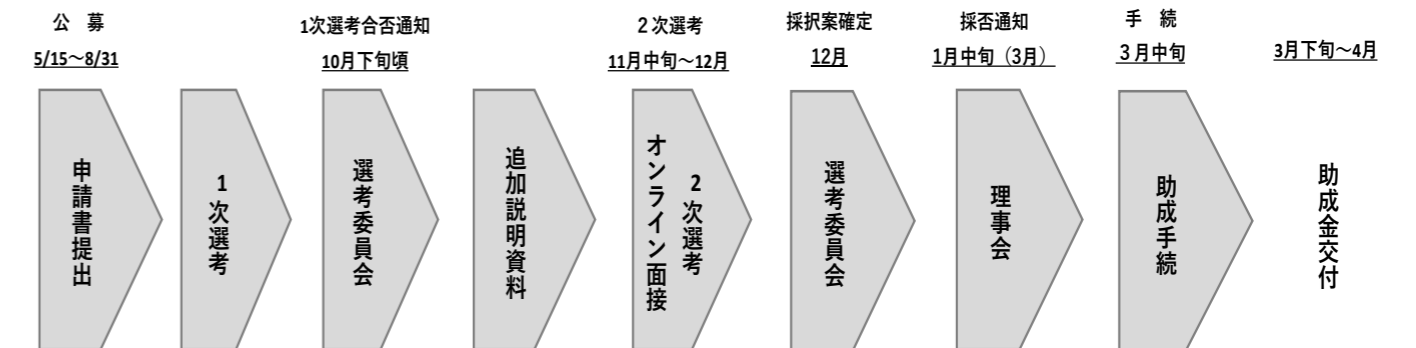 公　募
5/15～8/31
1次選考合否通知
10月下旬頃
２次選考
11月中旬～12月
採択案確定
12月
採否通知
1月中旬（3月）
手　続
３月中旬
3月下旬～4月
申請書提出
1次選考
選考委員会
追加説明資料
2次選考
オンライン面接
選考委員会
理事会
助成手続
助成金交付